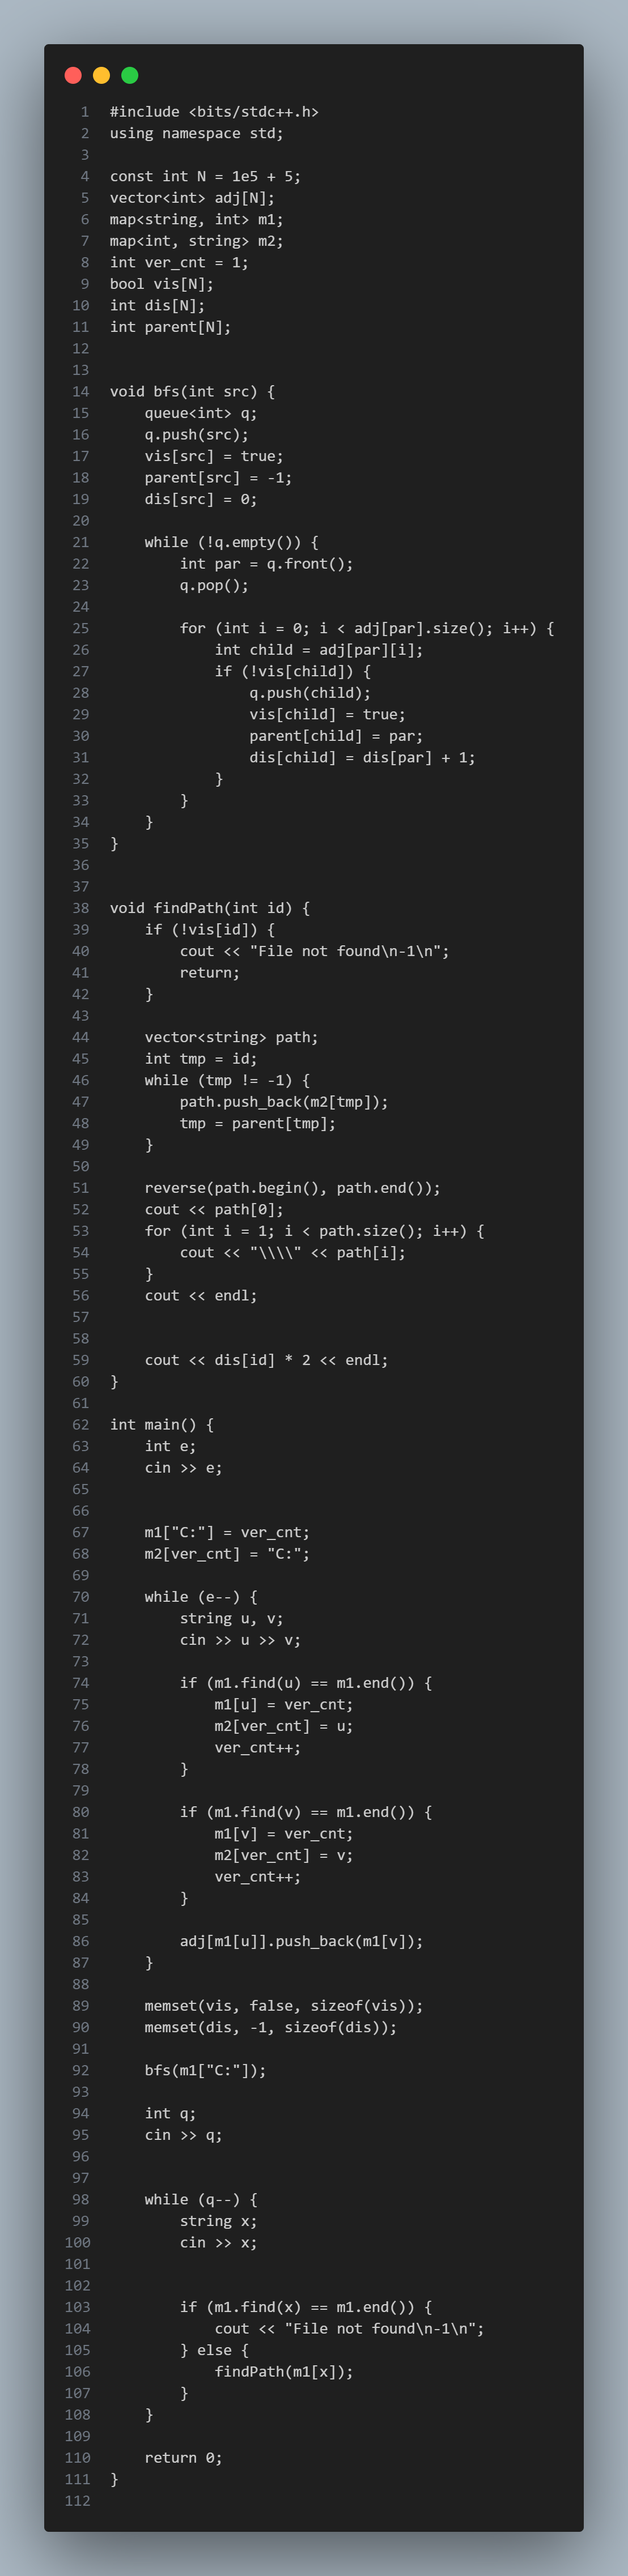 1 #include <bits/stdc++.h>
2 using namespace std;
3
4 const int N = 1e5 + 5;
5 vector<int> adj[N];
6 map<string, int> m1;
7 map<int, string> m2;
8 int ver_cnt = 1;
9 bool vis[N];
10 int dis[N];
11 int parent[N];
12
13
14 void bfs(int src) {
15     queue<int> q;
16     q.push(src);
17     vis[src] = true;
18     parent[src] = -1;
19     dis[src] = 0;
20
21     while (!q.empty()) {
22         int par = q.front();
23         q.pop();
24
25         for (int i = 0; i < adj[par].size(); i++) {
26             int child = adj[par][i];
27             if (!vis[child]) {
28                 q.push(child);
29                 vis[child] = true;
30                 parent[child] = par;
31                 dis[child] = dis[par] + 1;
32             }
33         }
34     }
35 }
36
37
38 void findPath(int id) {
39     if (!vis[id]) {
40         cout << "File not found\n-1\n";
41         return;
42     }
43
44     vector<string> path;
45     int tmp = id;
46     while (tmp != -1) {
47         path.push_back(m2[tmp]);
48         tmp = parent[tmp];
49     }
50
51     reverse(path.begin(), path.end());
52     cout << path[0];
53     for (int i = 1; i < path.size(); i++) {
54         cout << "\\\\" << path[i];
55     }
56     cout << endl;
57
58
59     cout << dis[id] * 2 << endl;
60 }
61
62 int main() {
63     int e;
64     cin >> e;
65
66
67     m1["C:"] = ver_cnt;
68     m2[ver_cnt] = "C:";
69
70     while (e--) {
71         string u, v;
72         cin >> u >> v;
73
74         if (m1.find(u) == m1.end()) {
75             m1[u] = ver_cnt;
76             m2[ver_cnt] = u;
77             ver_cnt++;
78         }
79
80         if (m1.find(v) == m1.end()) {
81             m1[v] = ver_cnt;
82             m2[ver_cnt] = v;
83             ver_cnt++;
84         }
85
86         adj[m1[u]].push_back(m1[v]);
87     }
88
89     memset(vis, false, sizeof(vis));
90     memset(dis, -1, sizeof(dis));
91
92     bfs(m1["C:"]);
93
94     int q;
95     cin >> q;
96
97
98     while (q--) {
99         string x;
100         cin >> x;
101
102
103         if (m1.find(x) == m1.end()) {
104             cout << "File not found\n-1\n";
105         } else {
106             findPath(m1[x]);
107         }
108     }
109
110     return 0;
111 }
112